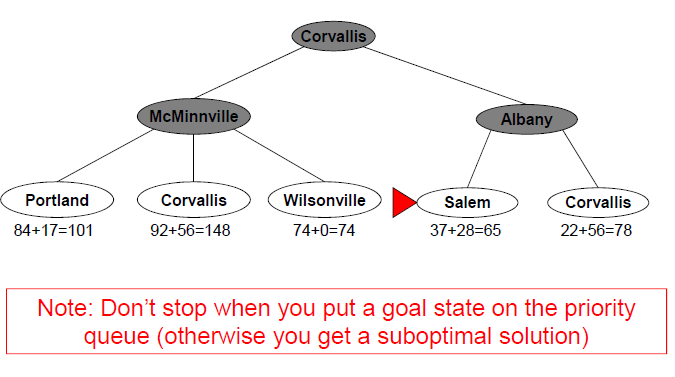 Corvallis
McMinnville
Albany
Portland
Corvallis
Wilsonville
Salem
Corvallis
84+17=101
92+56=148
74+0=74
37+28=65
22+56=78
Note: Don't stop when you put a goal state on the priority
queue (otherwise you get a suboptimal solution)